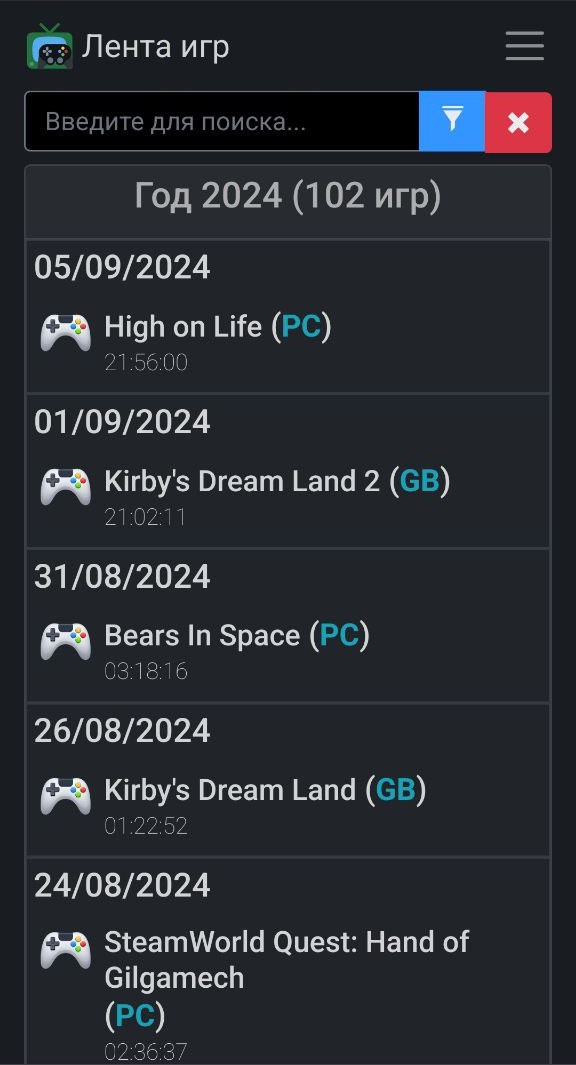 Лента игр
Введите для поиска...
Год 2024 (102 игр)
05/09/2024
High on Life (PC)
21:56:00
01/09/2024
Kirby's Dream Land 2 (GB)
21:02:11
31/08/2024
Bears In Space (PC)
03:18:16
26/08/2024
Kirby's Dream Land (GB)
01:22:52
24/08/2024
SteamWorld Quest: Hand of
Gilgamech
(PC)
02:36:37